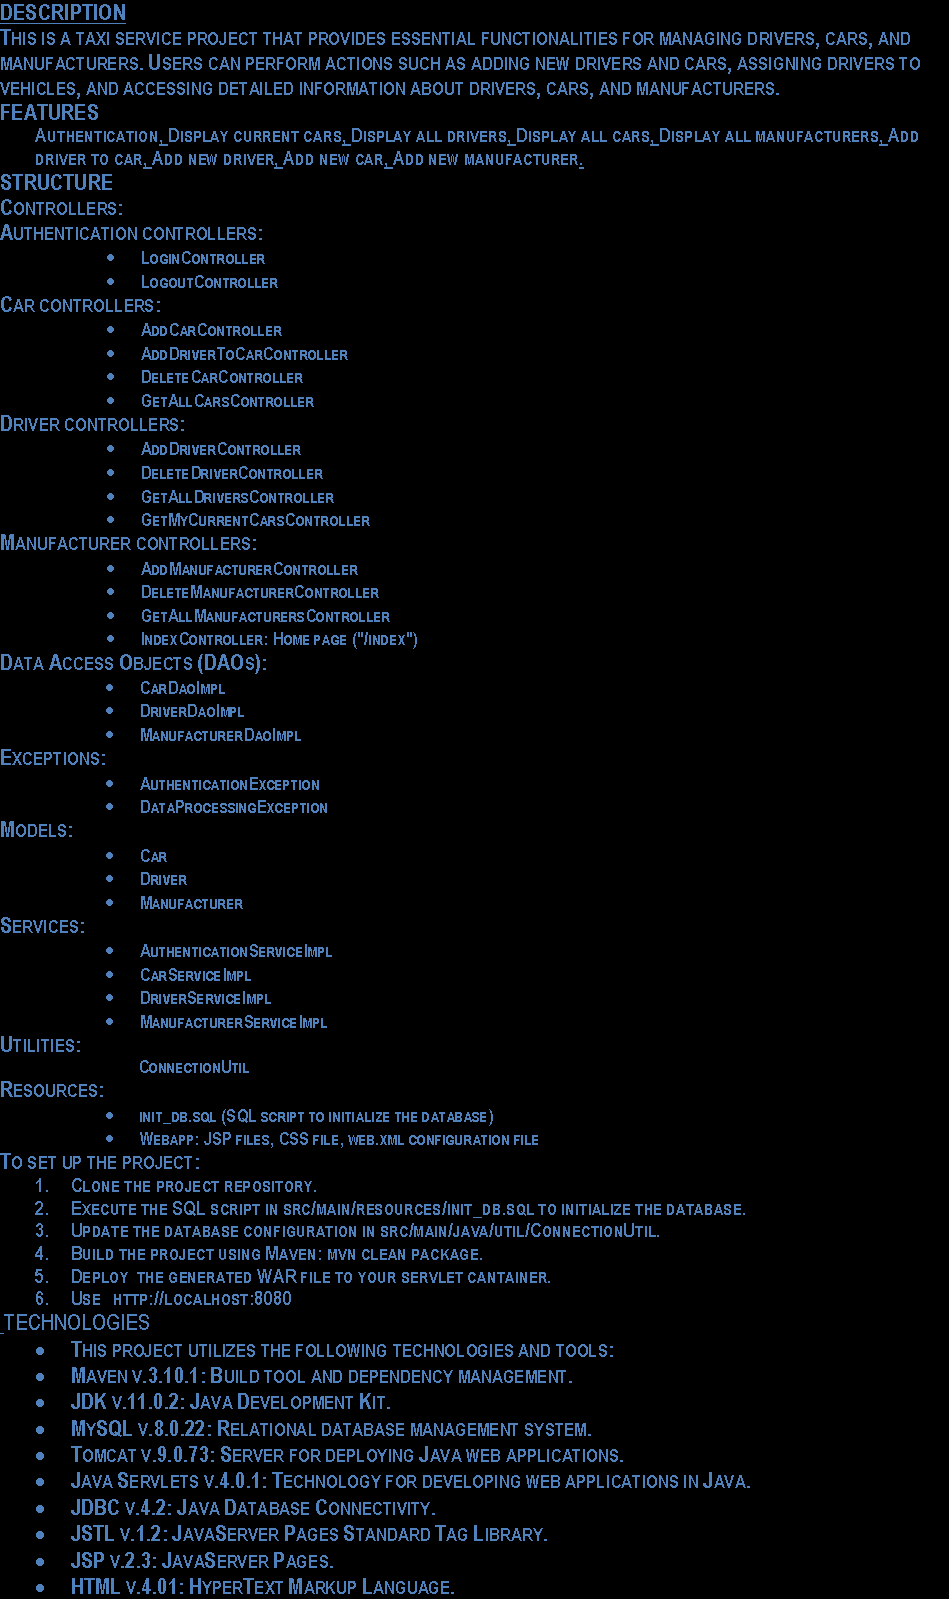 DESCRIPTION
THIS IS A TAXI SERVICE PROJECT THAT PROVIDES ESSENTIAL FUNCTIONALITIES FOR MANAGING DRIVERS, CARS, AND
MANUFACTURERS. USERS CAN PERFORM ACTIONS SUCH AS ADDING NEW DRIVERS AND CARS, ASSIGNING DRIVERS TO
VEHICLES, AND ACCESSING DETAILED INFORMATION ABOUT DRIVERS, CARS, AND MANUFACTURERS.
FEATURES
AUTHENTICATION, DISPLAY CURRENT CARS, DISPLAY ALL DRIVERS, DISPLAY ALL CARS, DISPLAY ALL MANUFACTURERS, ADD
DRIVER TO CAR, ADD NEW DRIVER, ADD NEW CAR, ADD NEW MANUFACTURER.
STRUCTURE
CONTROLLERS:
AUTHENTICATION CONTROLLERS:
• LOGINCONTROLLER
• LOGOUTCONTROLLER
CAR CONTROLLERS:
• ADDCARCONTROLLER
• ADDDRIVERTOCARCONTROLLER
• DELETECARCONTROLLER
• GETALLCARSCONTROLLER
DRIVER CONTROLLERS:
• ADDDRIVERCONTROLLER
• DELETEDRIVERCONTROLLER
• GETALLDRIVERSCONTROLLER
• GETMYCURRENTCARSCONTROLLER
MANUFACTURER CONTROLLERS:
• ADDMANUFACTURERCONTROLLER
• DELETEMANUFACTURERCONTROLLER
• GETALLMANUFACTURERSCONTROLLER
• INDEXCONTROLLER: HOME PAGE ("/INDEX")
DATA ACCESS OBJECTS (DAOS):
• CARDAOIMPL
• DRIVERDAOIMPL
• MANUFACTURERDAOIMPL
EXCEPTIONS:
• AUTHENTICATIONEXCEPTION
• DATAPROCESSINGEXCEPTION
MODELS:
• CAR
• DRIVER
• MANUFACTURER
SERVICES:
• AUTHENTICATIONSERVICEIMPL
• CARSERVICEIMPL
• DRIVERSERVICEIMPL
• MANUFACTURERSERVICEIMPL
UTILITIES:
CONNECTIONUTIL
RESOURCES:
• INIT_DB.SQL (SQL SCRIPT TO INITIALIZE THE DATABASE)
• WEBAPP: JSP FILES, CSS FILE, WEB.XML CONFIGURATION FILE
TO SET UP THE PROJECT:
1. CLONE THE PROJECT REPOSITORY.
2. EXECUTE THE SQL SCRIPT IN SRC/MAIN/RESOURCES/INIT_DB.SQL TO INITIALIZE THE DATABASE.
3. UPDATE THE DATABASE CONFIGURATION IN SRC/MAIN/JAVA/UTIL/CONNECTIONUTIL.
4. BUILD THE PROJECT USING MAVEN: MVN CLEAN PACKAGE.
5. DEPLOY THE GENERATED WAR FILE TO YOUR SERVLET CANTAINER.
6. USE HTTP://LOCALHOST:8080
TECHNOLOGIES
• THIS PROJECT UTILIZES THE FOLLOWING TECHNOLOGIES AND TOOLS:
• MAVEN V.3.10.1: BUILD TOOL AND DEPENDENCY MANAGEMENT.
• JDK V.11.0.2: JAVA DEVELOPMENT KIT.
• MYSQL V.8.0.22: RELATIONAL DATABASE MANAGEMENT SYSTEM.
• TOMCAT V.9.0.73: SERVER FOR DEPLOYING JAVA WEB APPLICATIONS.
• JAVA SERVLETS V.4.0.1: TECHNOLOGY FOR DEVELOPING WEB APPLICATIONS IN JAVA.
• JDBC V.4.2: JAVA DATABASE CONNECTIVITY.
• JSTL V.1.2: JAVASERVER PAGES STANDARD TAG LIBRARY.
• JSP V.2.3: JAVASERVER PAGES.
• HTML V.4.01: HYPERTEXT MARKUP LANGUAGE.